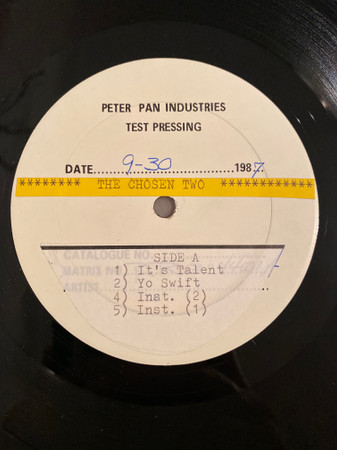 PETER PAN INDUSTRIES
TEST PRESSING
DATE 9-30 1987
******* THE CHOSEN TWO ********
CATALOGUE NO.
SIDE A
MATRIX NO.
1) It's Talent
ARTIST
2) Yo Swift
4) Inst. (2)
5) Inst. (1)